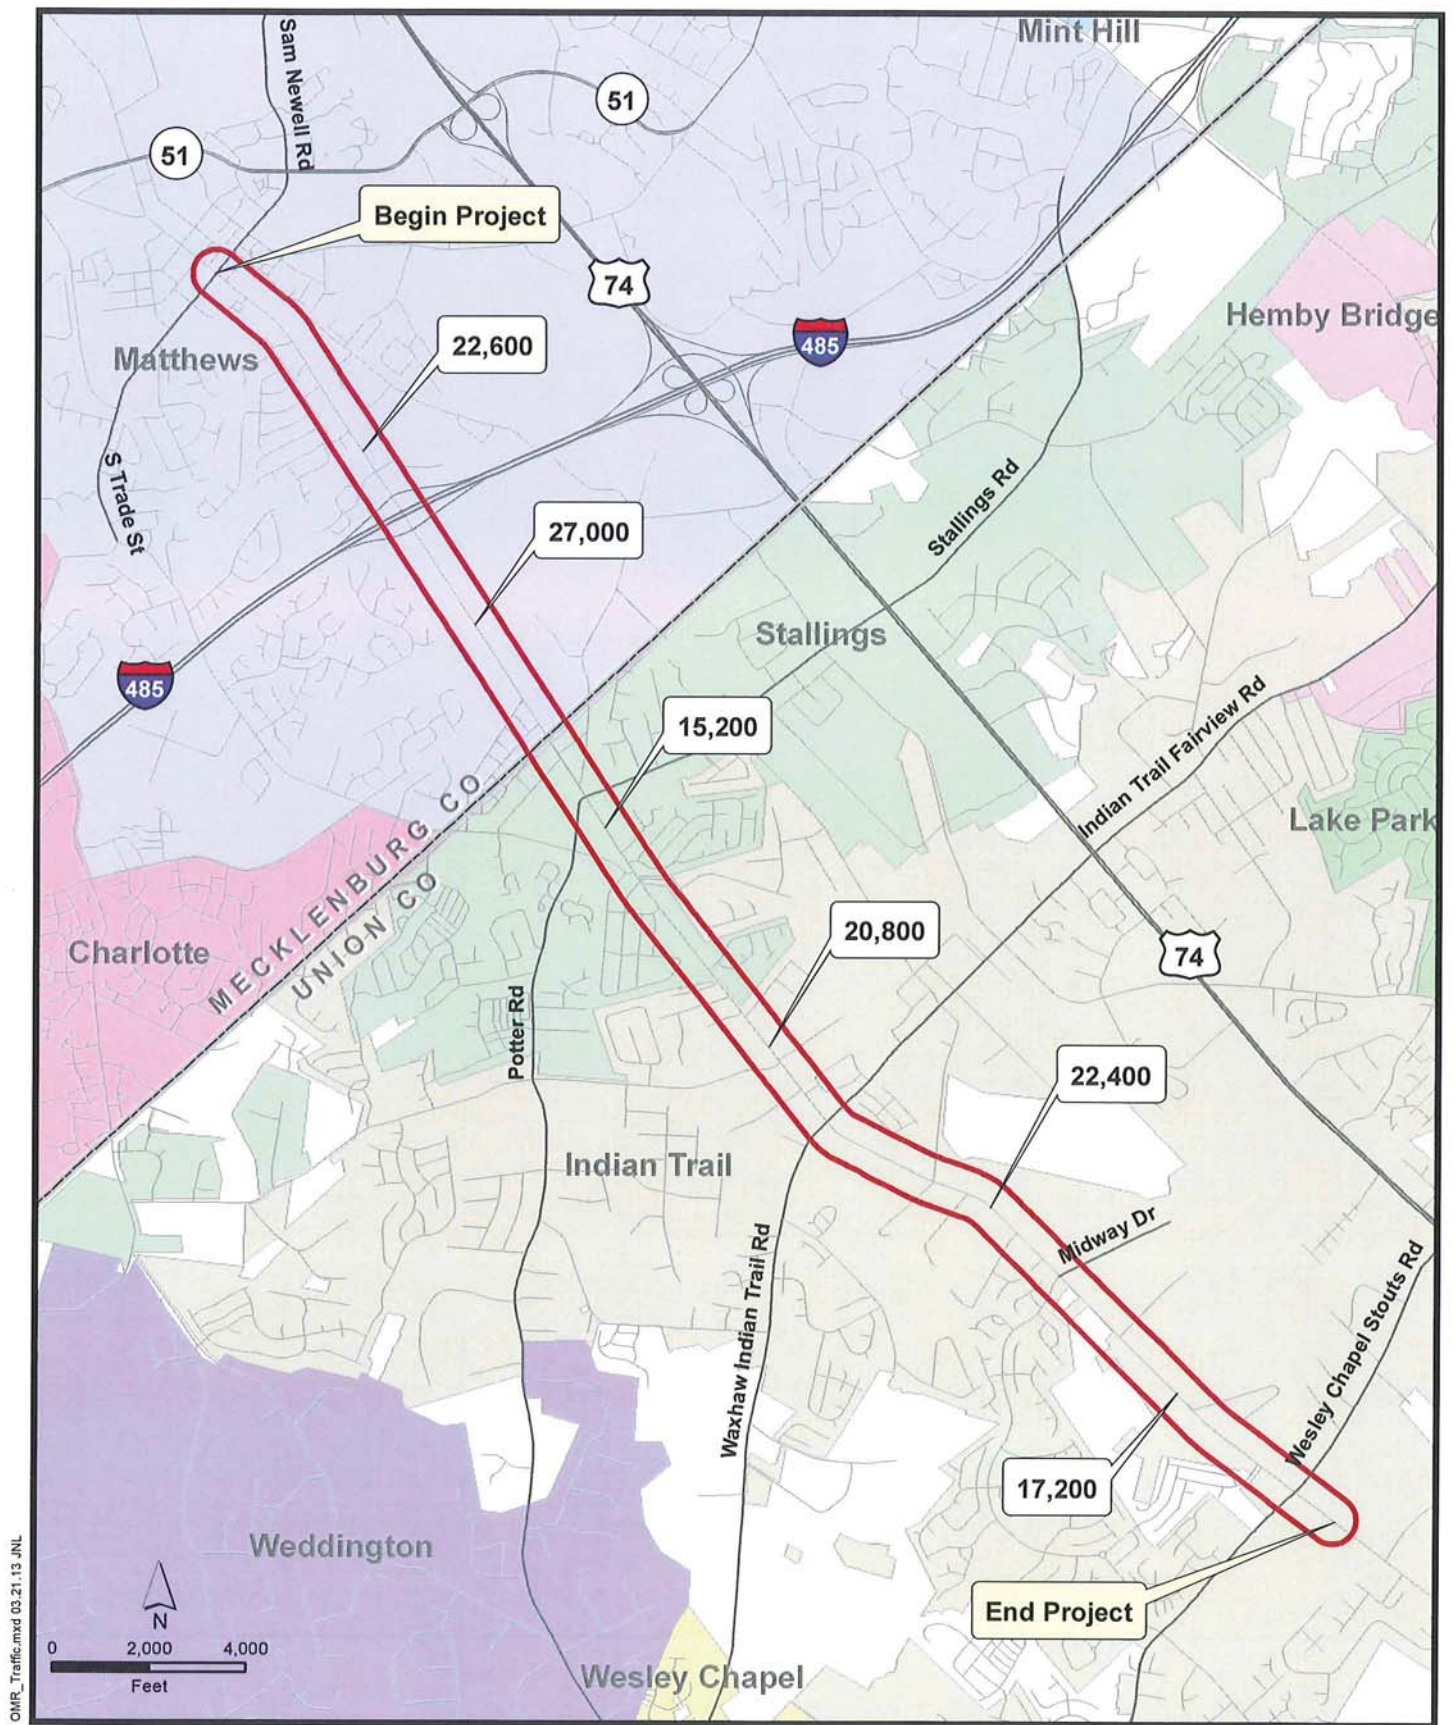 Mint Hill
Sam Newell Rd
51
51
Begin Project
74
Hemby Bridge
485
22,600
Matthews
S Trade St
Stallings Rd
27,000
Stallings
485
Indian Trail Fairview Rd
15,200
MECKLENBURG CO
UNION CO
Lake Park
20,800
Charlotte
74
Potter Rd
22,400
Indian Trail
Midway Dr
Waxhaw Indian Trail Rd
Wesley Chapel Stouts Rd
17,200
Weddington
End Project
N
0 2,000 4,000
Feet
Wesley Chapel
OMR_Traffic.mxd 03.21.13 JNL